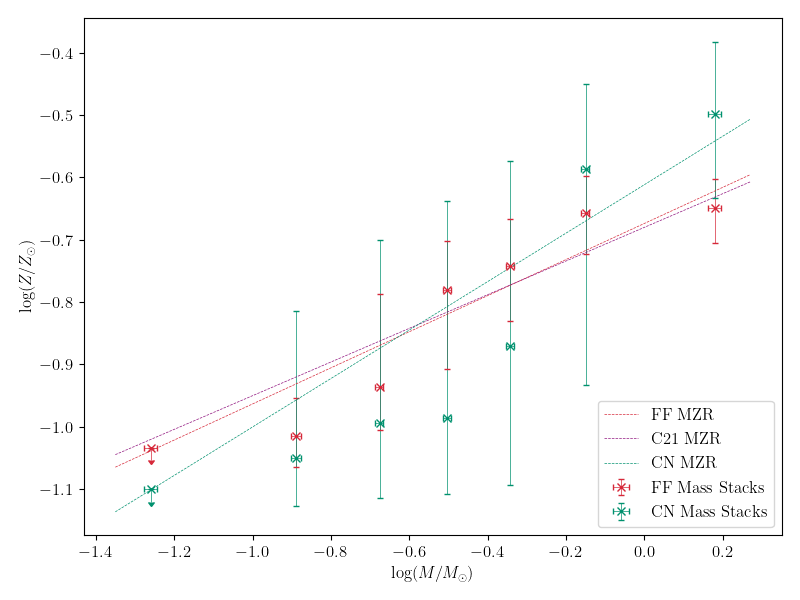 −0.4
−0.5
−0.6
−0.7
−0.8
−0.9
−1.0
−1.1
log(Z/Z⊙)
FF MZR
C21 MZR
CN MZR
FF Mass Stacks
CN Mass Stacks
−1.4 −1.2 −1.0 −0.8 −0.6 −0.4 −0.2 0.0 0.2
log(M/M⊙)